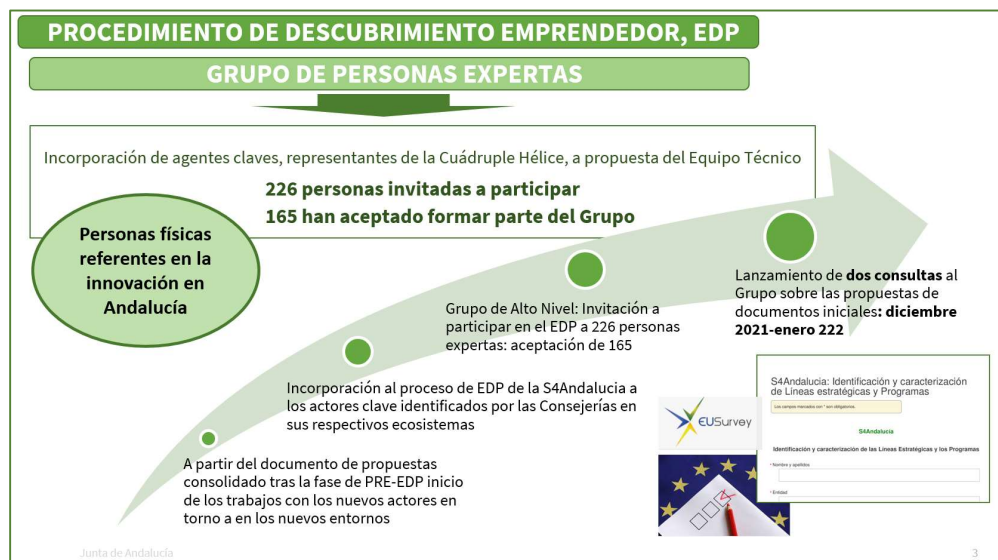 PROCEDIMIENTO DE DESCUBRIMIENTO EMPRENDEDOR, EDP
GRUPO DE PERSONAS EXPERTAS
Incorporación de agentes claves, representantes de la Cuádruple Hélice, a propuesta del Equipo Técnico
226 personas invitadas a participar
165 han aceptado formar parte del Grupo
Personas físicas
referentes en la
innovación en
Andalucía
Lanzamiento de dos consultas al
Grupo sobre las propuestas de
documentos iniciales: diciembre
2021-enero 222
Grupo de Alto Nivel: Invitación a
participar en el EDP a 226 personas
expertas: aceptación de 165
Incorporación al proceso de EDP de la S4Andalucia a
los actores clave identificados por las Consejerías en
sus respectivos ecosistemas
A partir del documento de propuestas
consolidado tras la fase de PRE-EDP inicio
de los trabajos con los nuevos actores en
torno a en los nuevos entornos
EUSurvey
S4Andalucia: Identificación y caracterización
de Líneas estratégicas y Programas
Los campos marcados con * son obligatorios.
S4Andalucía
Identificación y caracterización de las Líneas Estratégicas y los Programas
* Nombre y apellidos
* Entidad
Junta de Andalucía
3